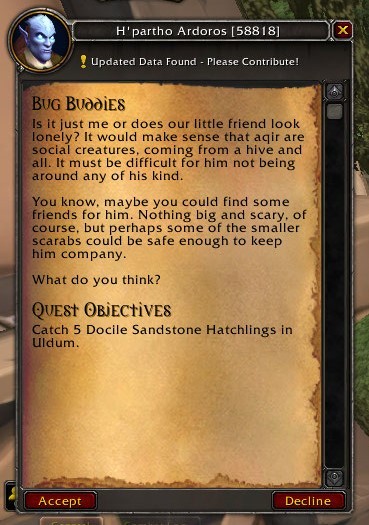 H'partho Ardoros [58818]
Updated Data Found - Please Contribute!
Bug Buddies
Is it just me or does our little friend look
lonely? It would make sense that aqir are
social creatures, coming from a hive and
all. It must be difficult for him not being
around any of his kind.
You know, maybe you could find some
friends for him. Nothing big and scary, of
course, but perhaps some of the smaller
scarabs could be safe enough to keep
him company.
What do you think?
Quest Objectives
Catch 5 Docile Sandstone Hatchlings in
Uldum.
Accept
Decline